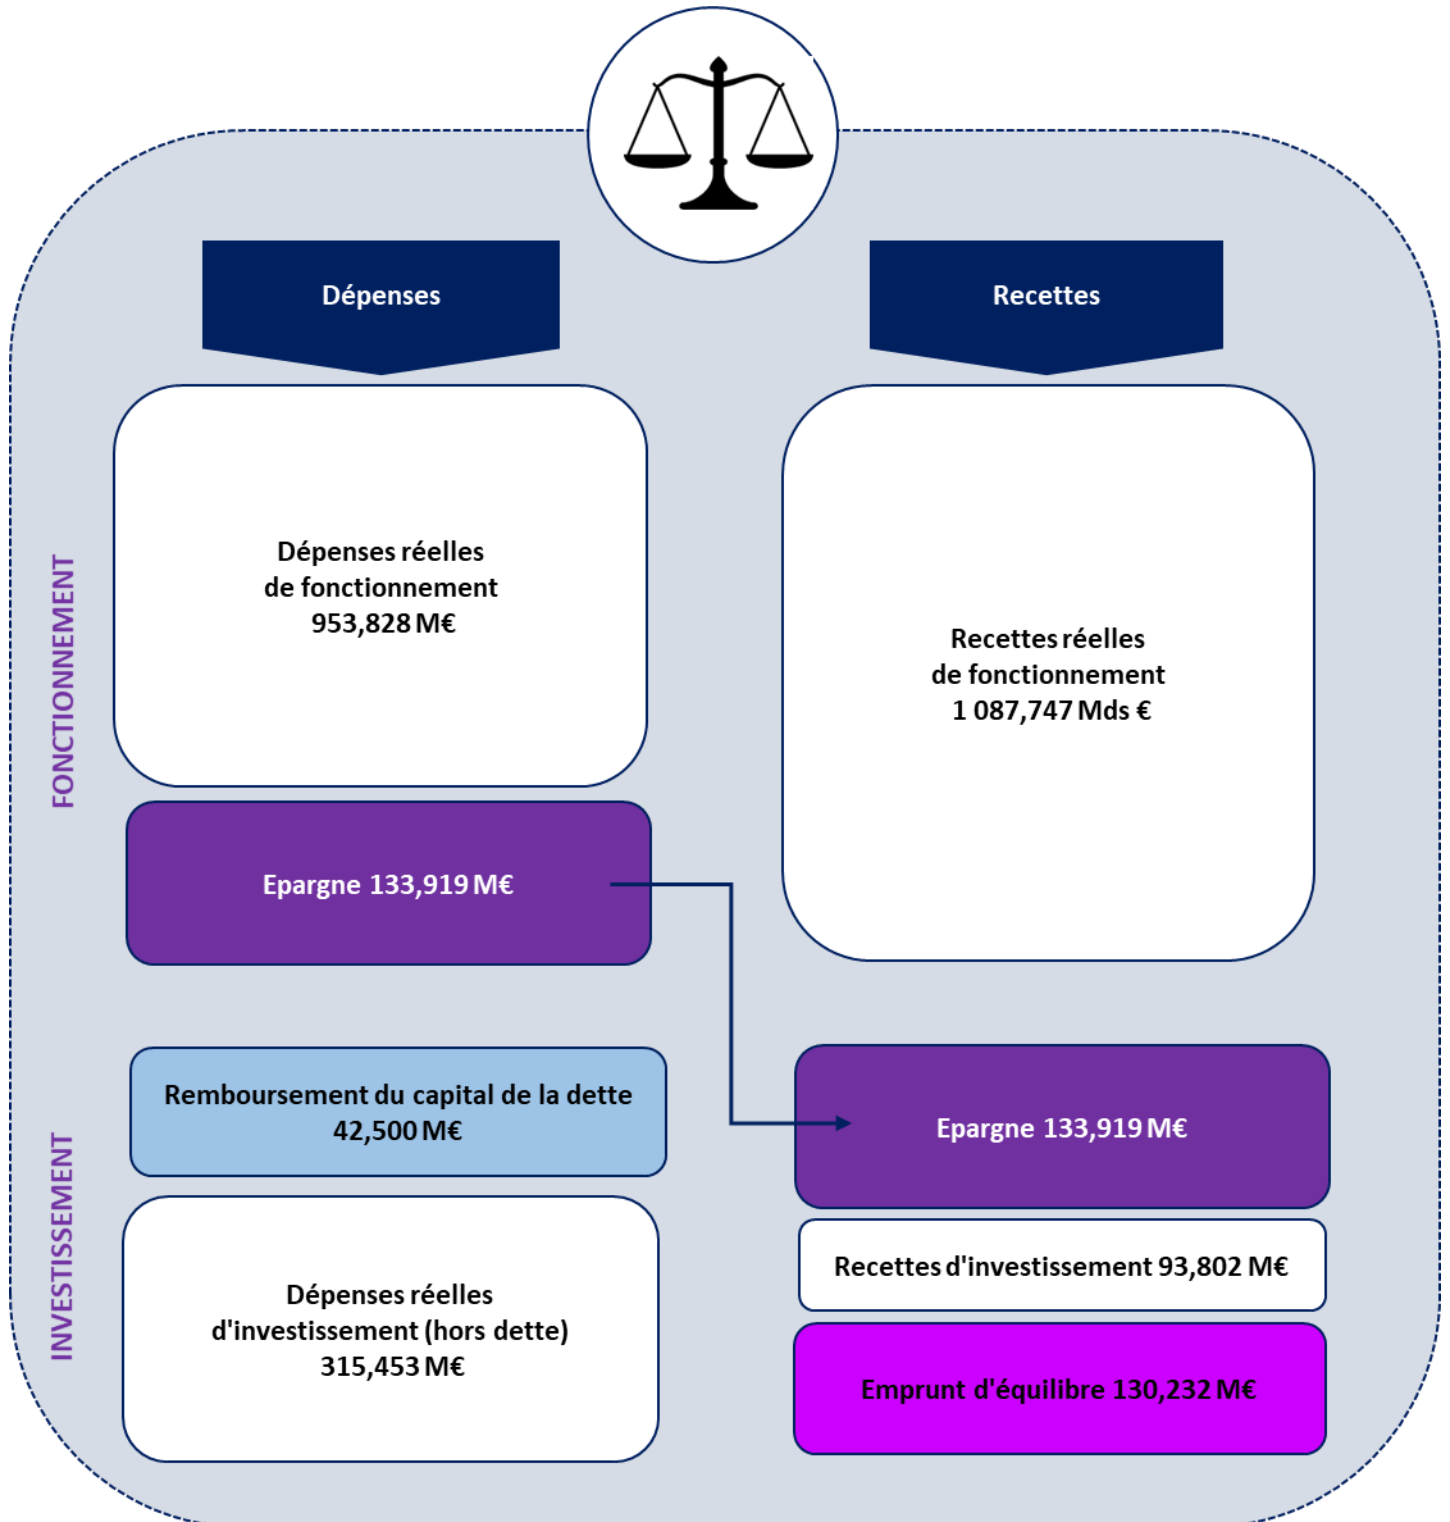 Dépenses
Recettes
FONCTIONNEMENT
Dépenses réelles
de fonctionnement
953,828 M€
Recettes réelles
de fonctionnement
1 087,747 Mds €
Epargne 133,919 M€
INVESTISSEMENT
Remboursement du capital de la dette
42,500 M€
Dépenses réelles
d'investissement (hors dette)
315,453 M€
Epargne 133,919 M€
Recettes d'investissement 93,802 M€
Emprunt d'équilibre 130,232 M€